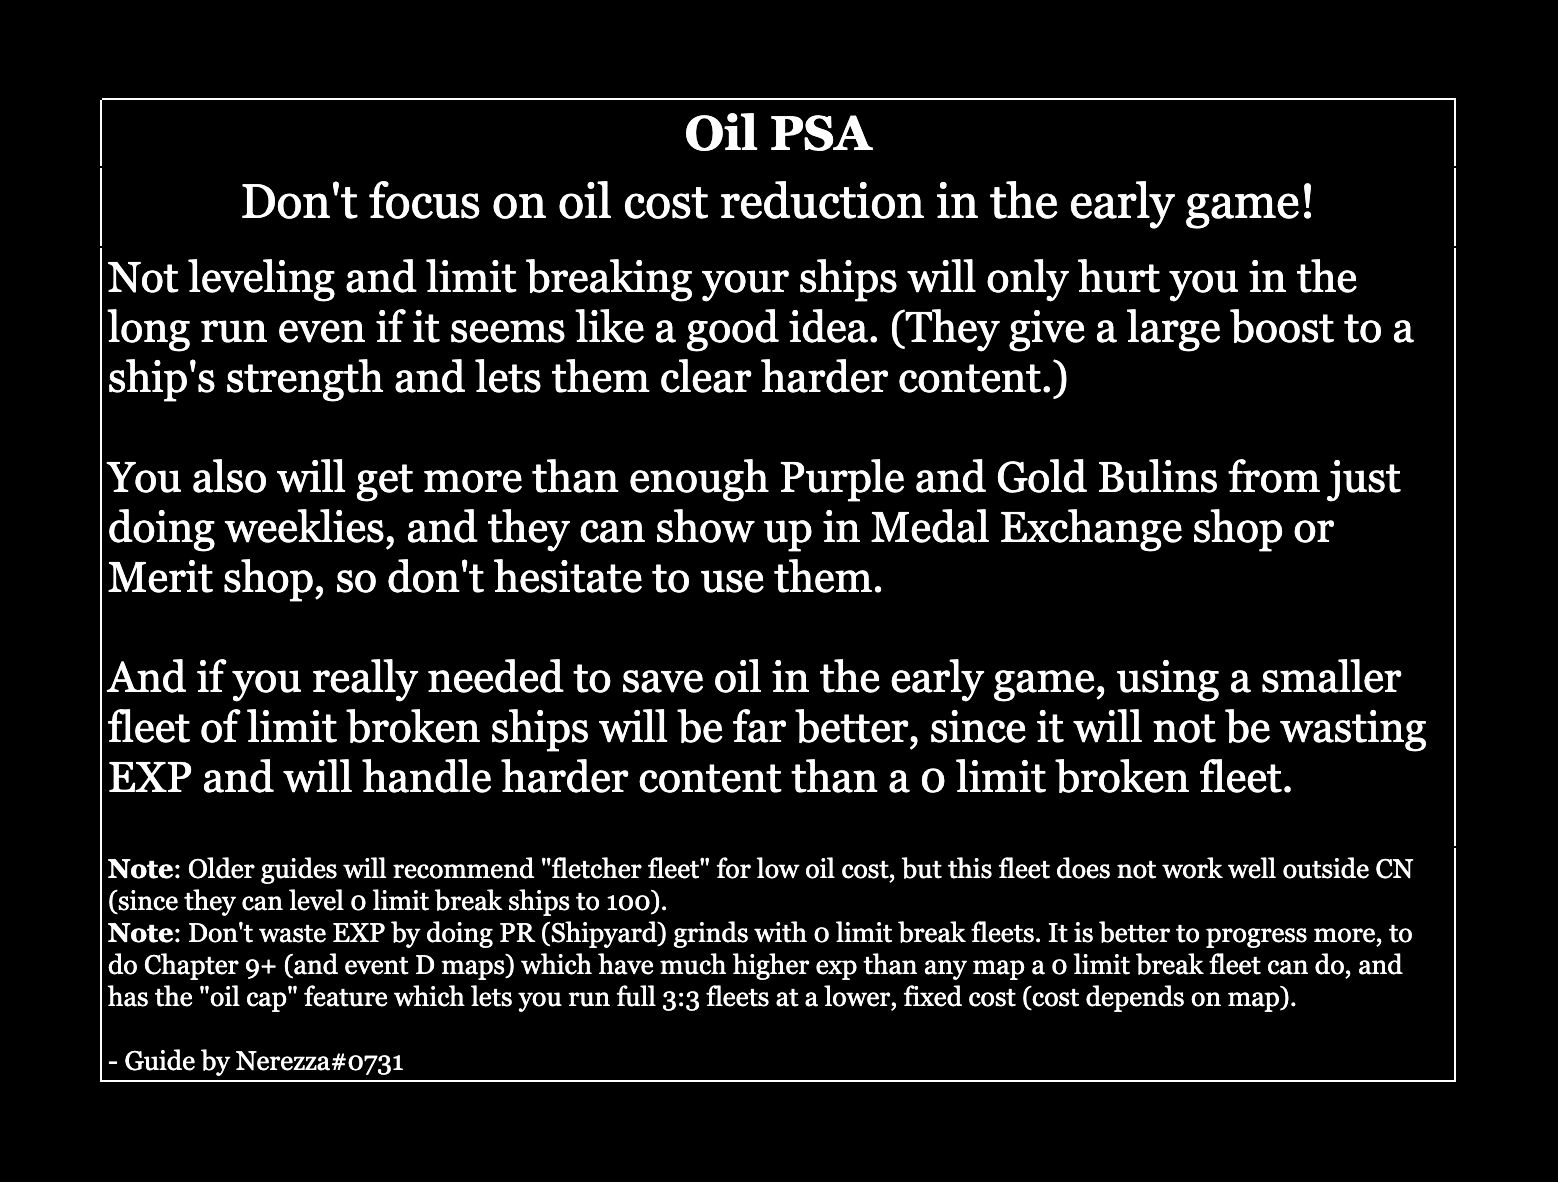 Oil PSA
Don't focus on oil cost reduction in the early game!
Not leveling and limit breaking your ships will only hurt you in the
long run even if it seems like a good idea. (They give a large boost to a
ship's strength and lets them clear harder content.)
You also will get more than enough Purple and Gold Bulins from just
doing weeklies, and they can show up in Medal Exchange shop or
Merit shop, so don't hesitate to use them.
And if you really needed to save oil in the early game, using a smaller
fleet of limit broken ships will be far better, since it will not be wasting
EXP and will handle harder content than a 0 limit broken fleet.
Note: Older guides will recommend "fletcher fleet" for low oil cost, but this fleet does not work well outside CN
(since they can level 0 limit break ships to 100).
Note: Don't waste EXP by doing PR (Shipyard) grinds with 0 limit break fleets. It is better to progress more, to
do Chapter 9+ (and event D maps) which have much higher exp than any map a 0 limit break fleet can do, and
has the "oil cap" feature which lets you run full 3:3 fleets at a lower, fixed cost (cost depends on map).
- Guide by Nerezza#0731